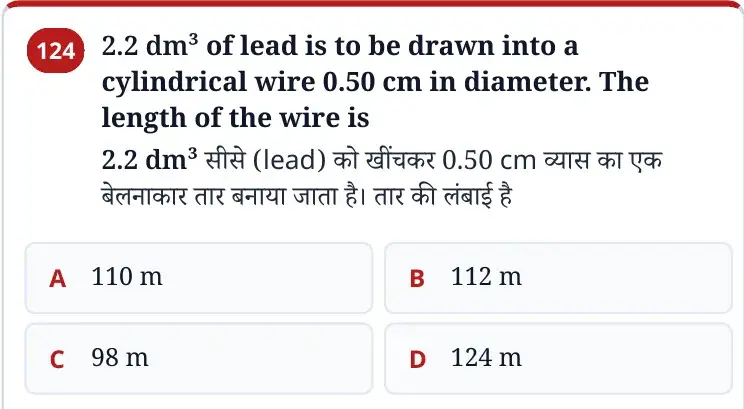 124
2.2 dm³ of lead is to be drawn into a
cylindrical wire 0.50 cm in diameter. The
length of the wire is
2.2 dm³ सीसे (lead) को खींचकर 0.50 cm व्यास का एक
बेलनाकार तार बनाया जाता है। तार की लंबाई है
A 110 m
B 112 m
C 98 m
D 124 m